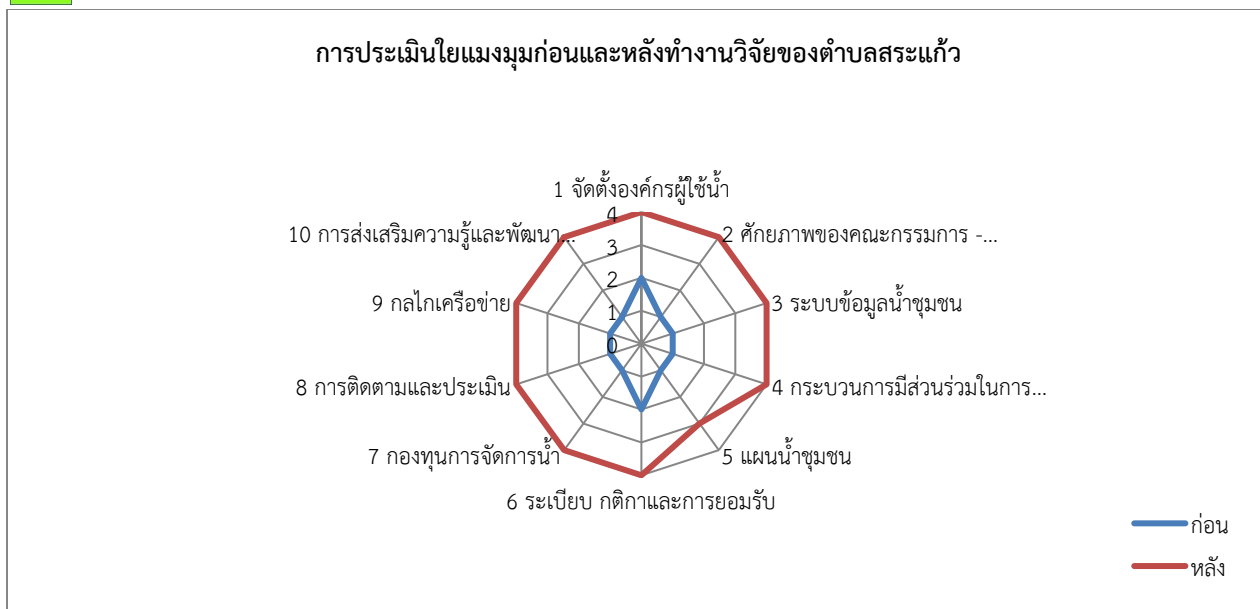 การประเมินใยแมงมุมก่อนและหลังทำงานวิจัยของตำบลสระแก้ว
1 จัดตั้งองค์กรผู้ใช้น้ำ
2 ศักยภาพของคณะกรรมการ -...
3 ระบบข้อมูลน้ำชุมชน
4 กระบวนการมีส่วนร่วมในการ...
5 แผนน้ำชุมชน
6 ระเบียบ กติกาและการยอมรับ
7 กองทุนการจัดการน้ำ
8 การติดตามและประเมิน
9 กลไกเครือข่าย
10 การส่งเสริมความรู้และพัฒนา...
4
3
2
1
0
ก่อน
หลัง